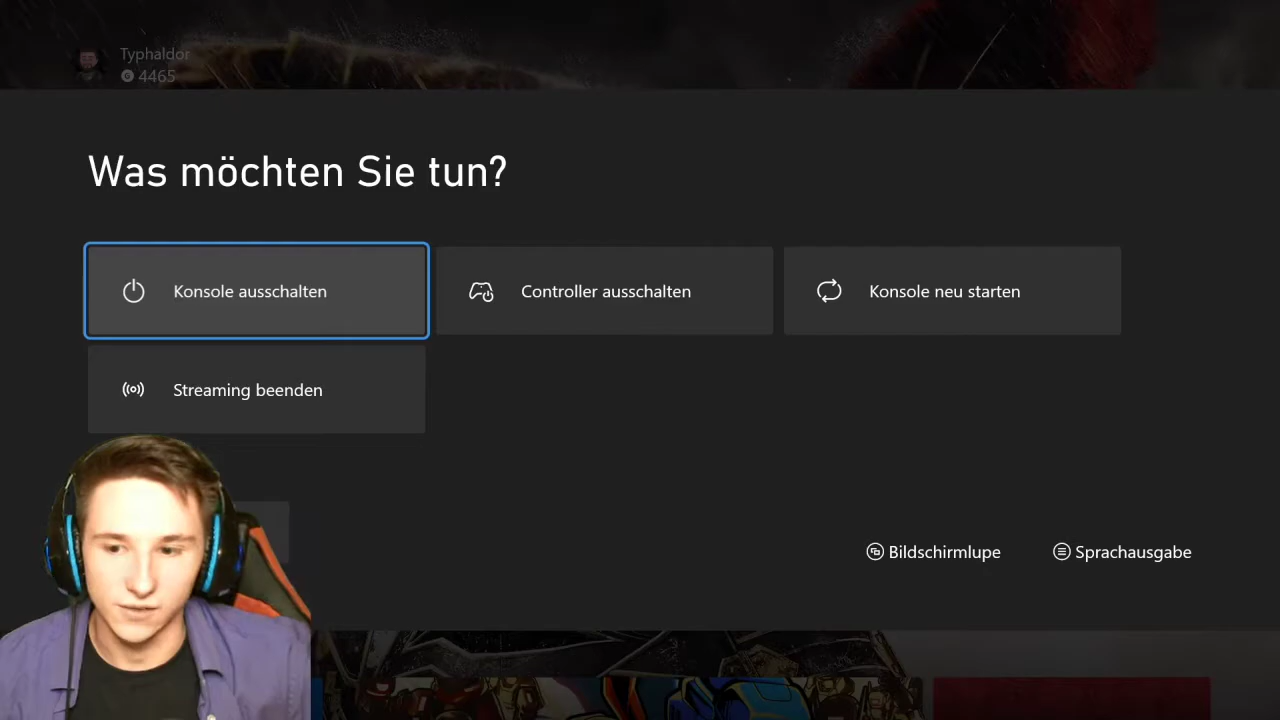 Typhaldor
4465
Was möchten Sie tun?
Konsole ausschalten
Controller ausschalten
Konsole neu starten
Streaming beenden
Bildschirmlupe
Sprachausgabe